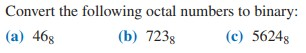 Convert the following octal numbers to binary:
(a) 46₈ (b) 723₈ (c) 5624₈